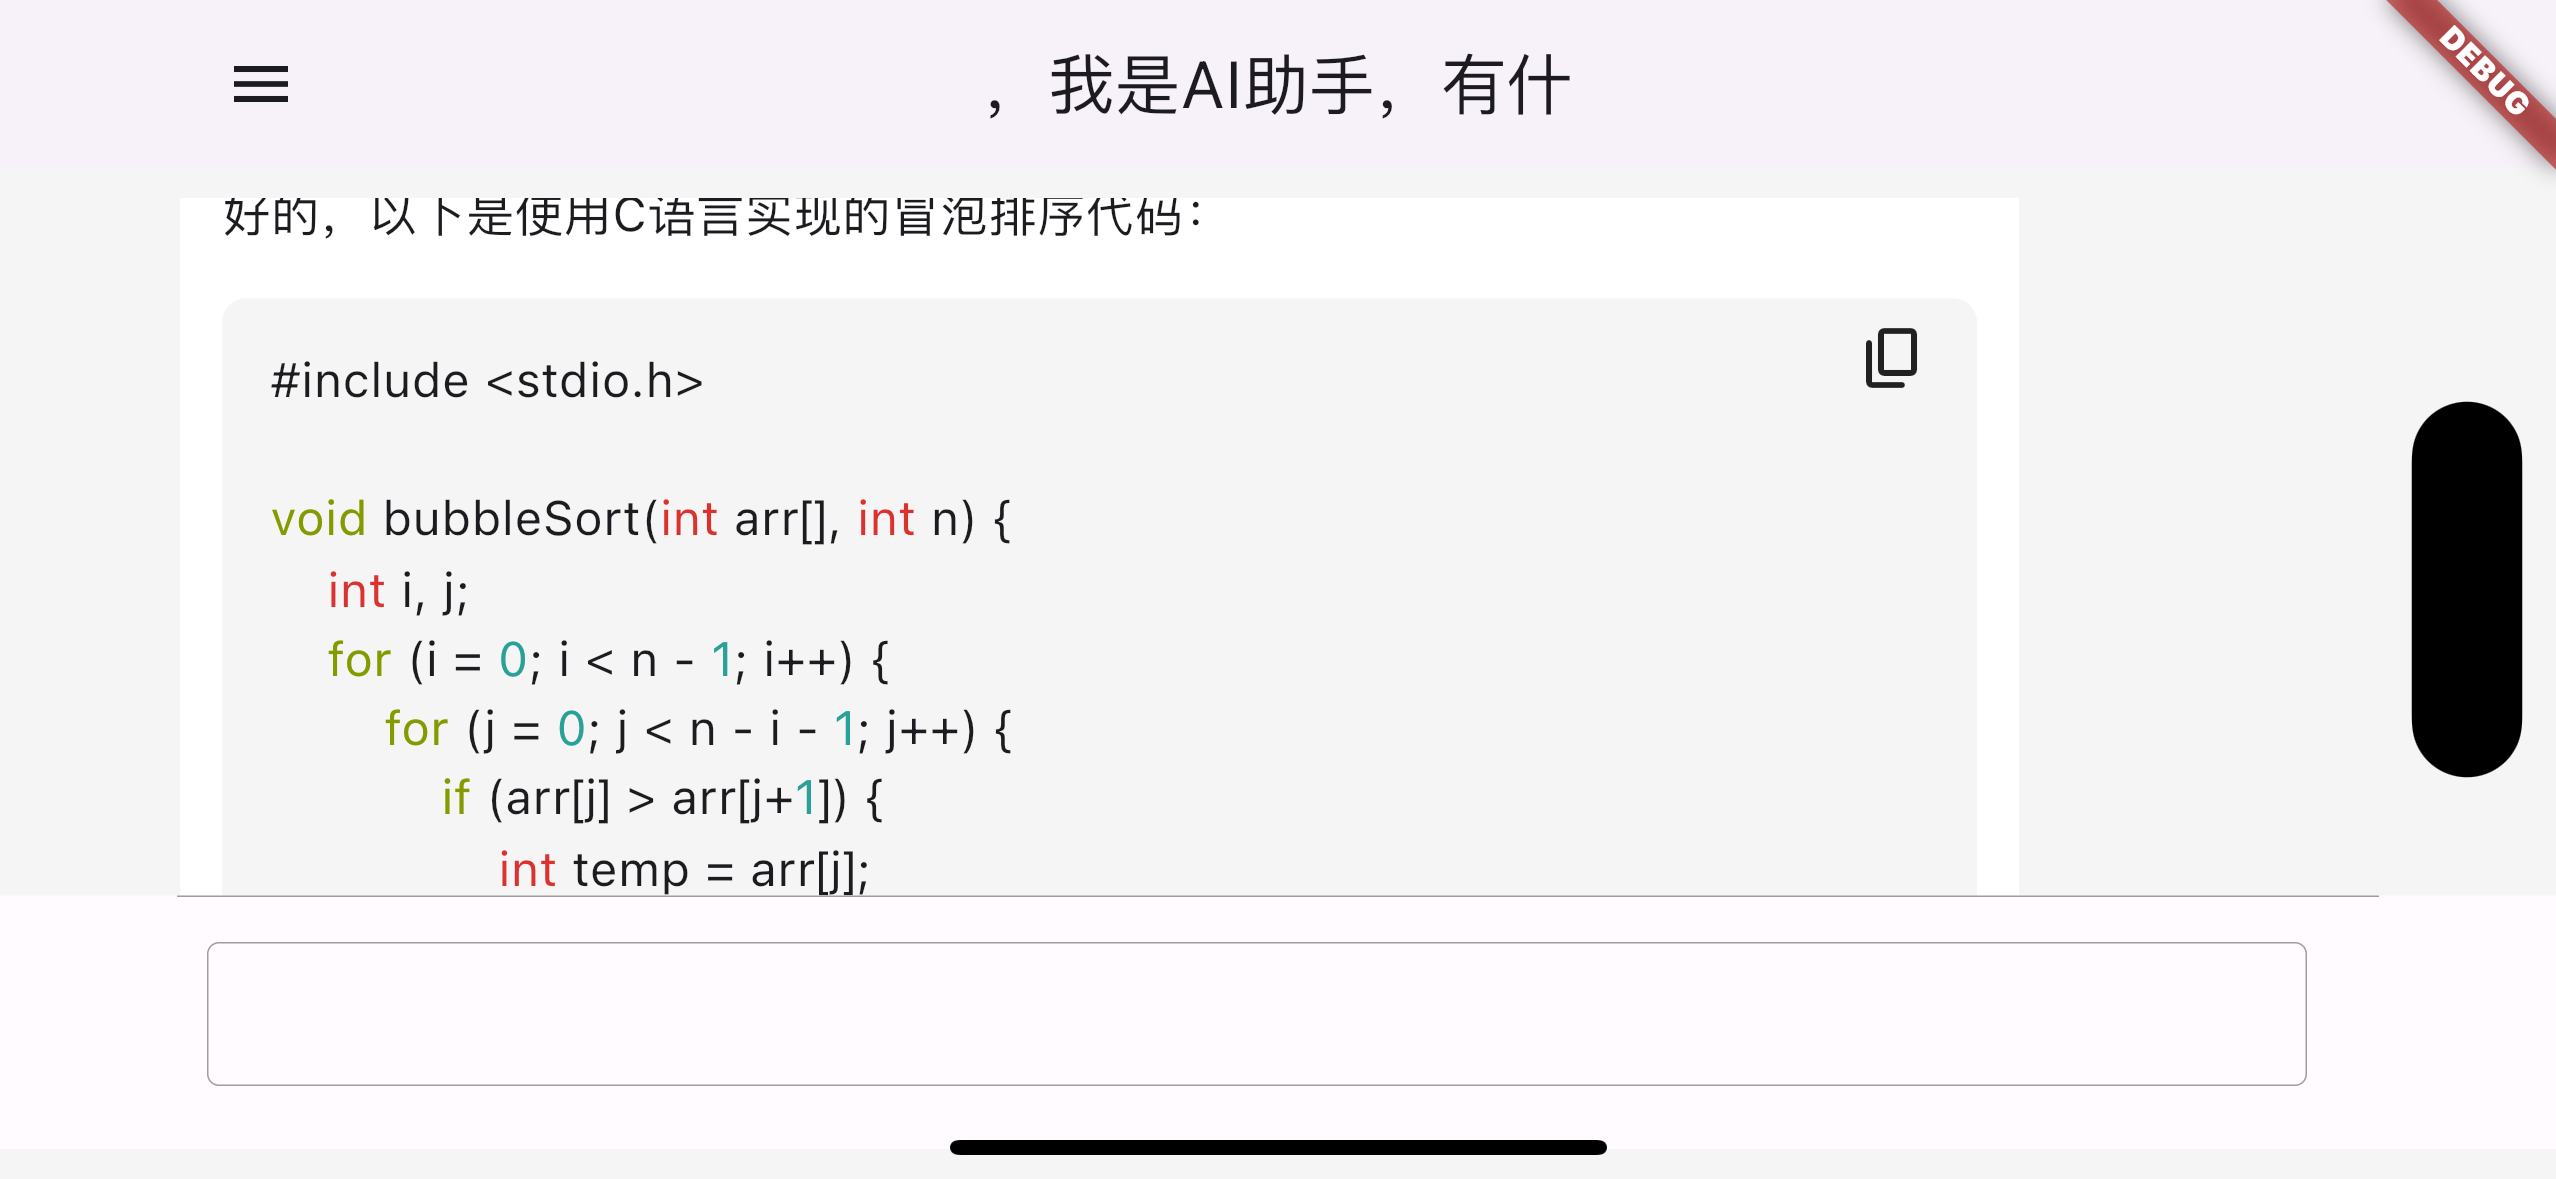 ，我是AI助手，有什
DEBUG
好的，以下是使用C语言实现的冒泡排序代码：
#include <stdio.h>
void bubbleSort(int arr[], int n) {
int i, j;
for (i = 0; i < n - 1; i++) {
for (j = 0; j < n - i - 1; j++) {
if (arr[j] > arr[j+1]) {
int temp = arr[j];